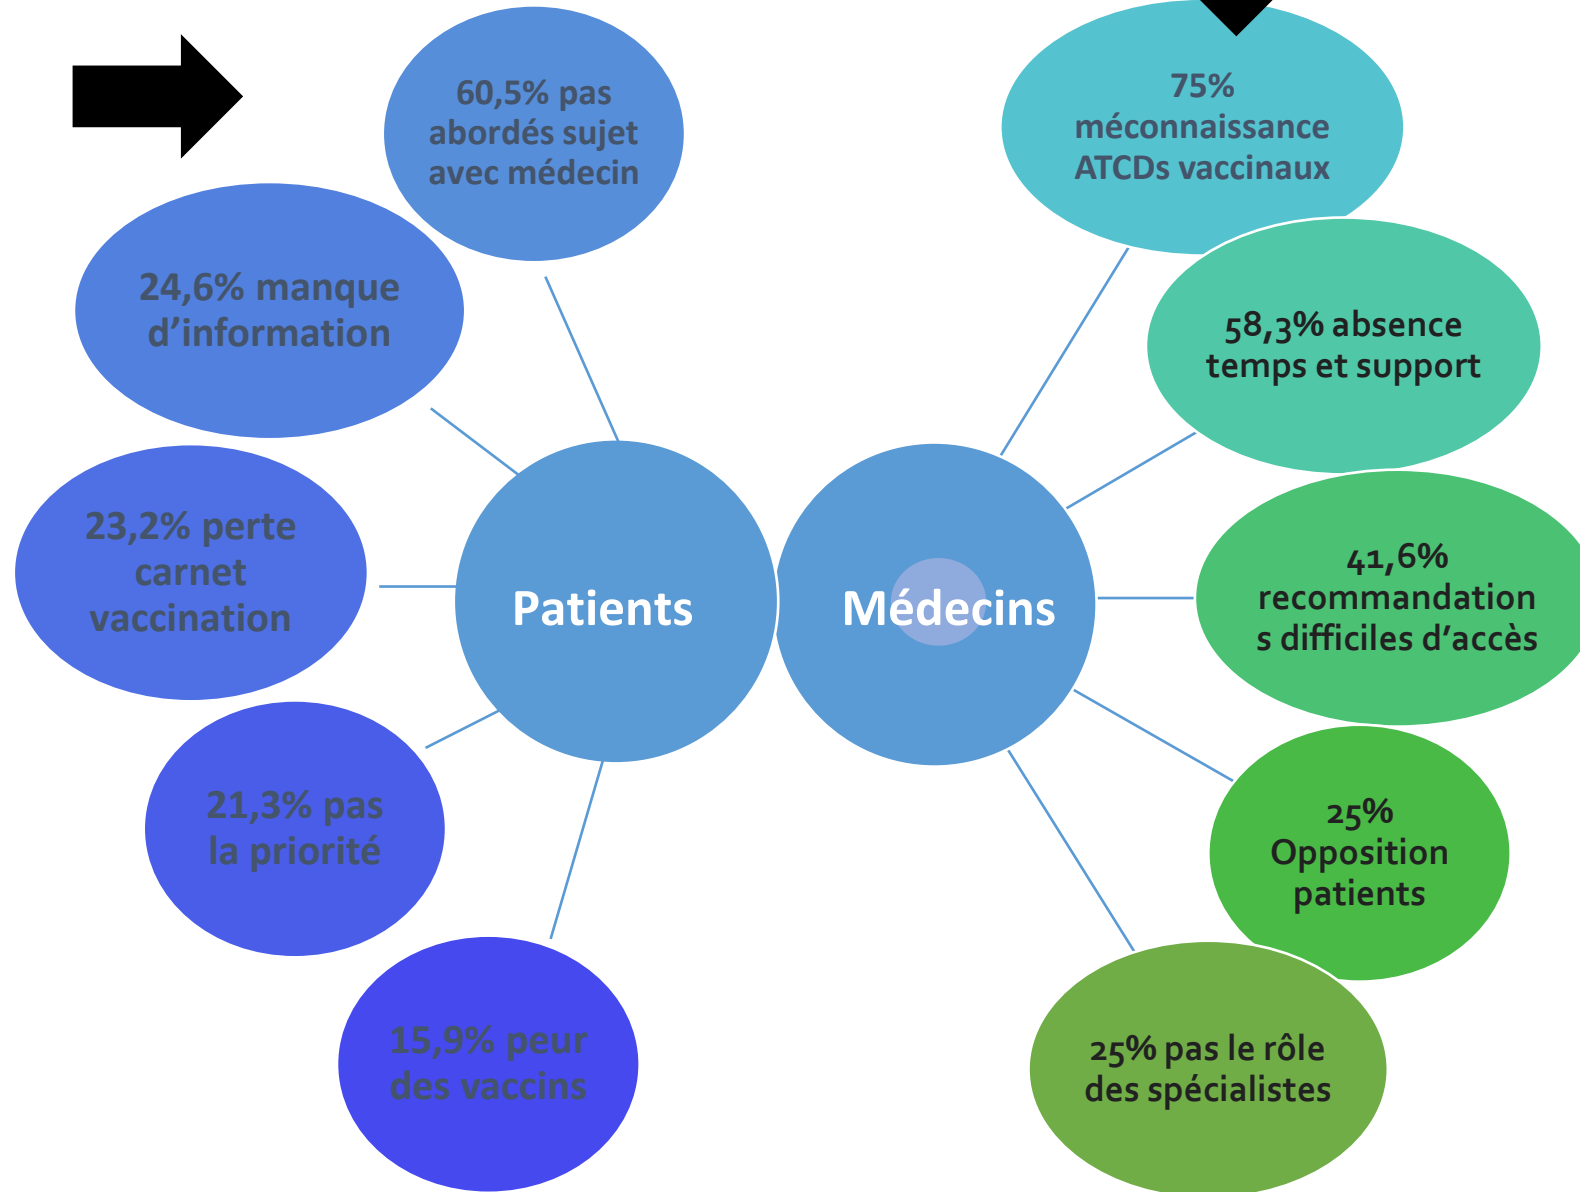 60,5% pas
abordés sujet
avec médecin
24,6% manque
d’information
23,2% perte
carnet
vaccination
21,3% pas
la priorité
15,9% peur
des vaccins
Patients
Médecins
75%
méconnaissance
ATCDs vaccinaux
58,3% absence
temps et support
41,6%
recommandation
s difficiles d’accès
25%
Opposition
patients
25% pas le rôle
des spécialistes